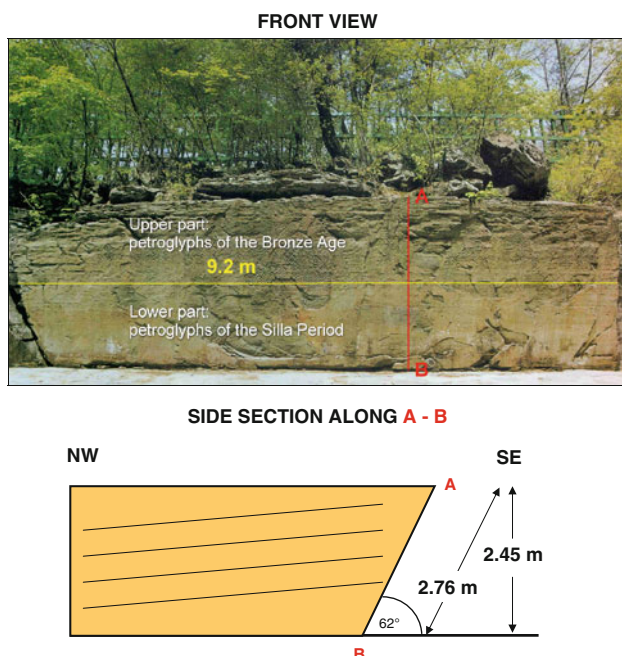 FRONT VIEW
A
Upper part:
petroglyphs of the Bronze Age
9.2 m
Lower part:
petroglyphs of the Silla Period
B
SIDE SECTION ALONG A - B
NW
SE
A
2.45 m
2.76 m
62°
B